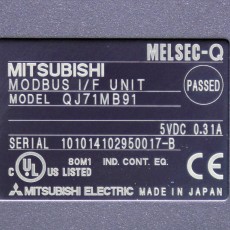 MELSEC-Q
MITSUBISHI
MODBUS I/F UNIT
PASSED
MODEL QJ71MB91
5VDC 0.31A
SERIAL 101014102950017-B
C UL US LISTED
80M1 IND. CONT. EQ.
MITSUBISHI ELECTRIC MADE IN JAPAN